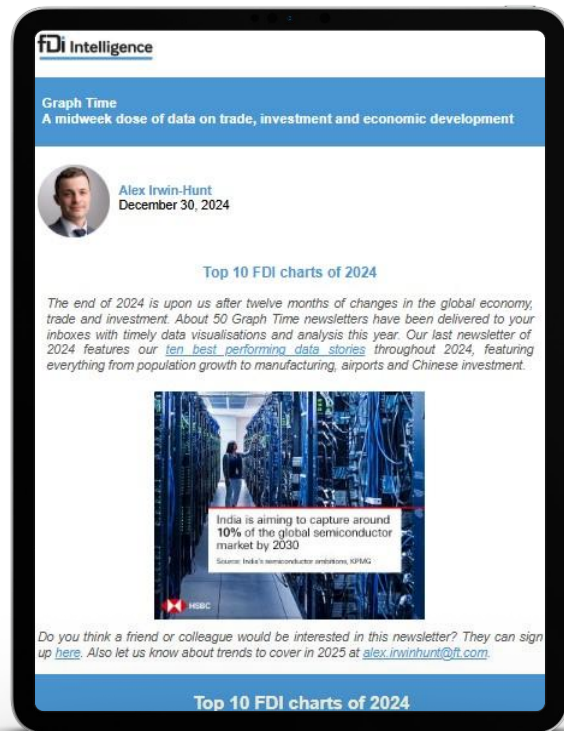 fDi Intelligence
Graph Time
A midweek dose of data on trade, investment and economic development
Alex Irwin-Hunt
December 30, 2024
Top 10 FDI charts of 2024
The end of 2024 is upon us after twelve months of changes in the global economy,
trade and investment. About 50 Graph Time newsletters have been delivered to your
inboxes with timely data visualisations and analysis this year. Our last newsletter of
2024 features our ten best performing data stories throughout 2024, featuring
everything from population growth to manufacturing, airports and Chinese investment.
India is aiming to capture around
10% of the global semiconductor
market by 2030
Source: India's semiconductor ambitions, KPMG
HSBC
Do you think a friend or colleague would be interested in this newsletter? They can sign
up here. Also let us know about trends to cover in 2025 at alex.irwinhunt@ft.com.
Top 10 FDI charts of 2024